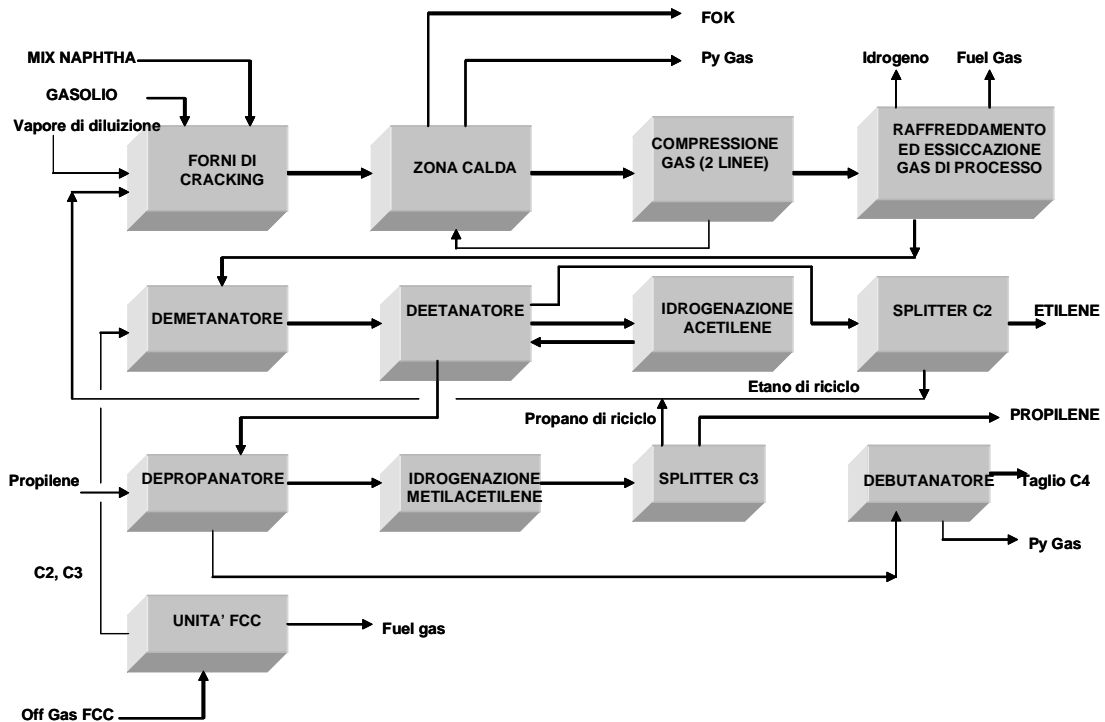 FOK
MIX NAPHTHA
Py Gas
Idrogeno
Fuel Gas
GASOLIO
Vapore di diluizione
FORNI DI
CRACKING
ZONA CALDA
COMPRESSIONE
GAS (2 LINEE)
RAFFREDDAMENTO
ED ESSICCAZIONE
GAS DI PROCESSO
DEMETANATORE
DEETANATORE
IDROGENAZIONE
ACETILENE
SPLITTER C2
ETILENE
Etano di riciclo
Propano di riciclo
PROPILENE
Propilene
DEPROPANATORE
IDROGENAZIONE
METILACETILENE
SPLITTER C3
DEBUTANATORE
Taglio C4
Py Gas
C2, C3
UNITA' FCC
Fuel gas
Off Gas FCC